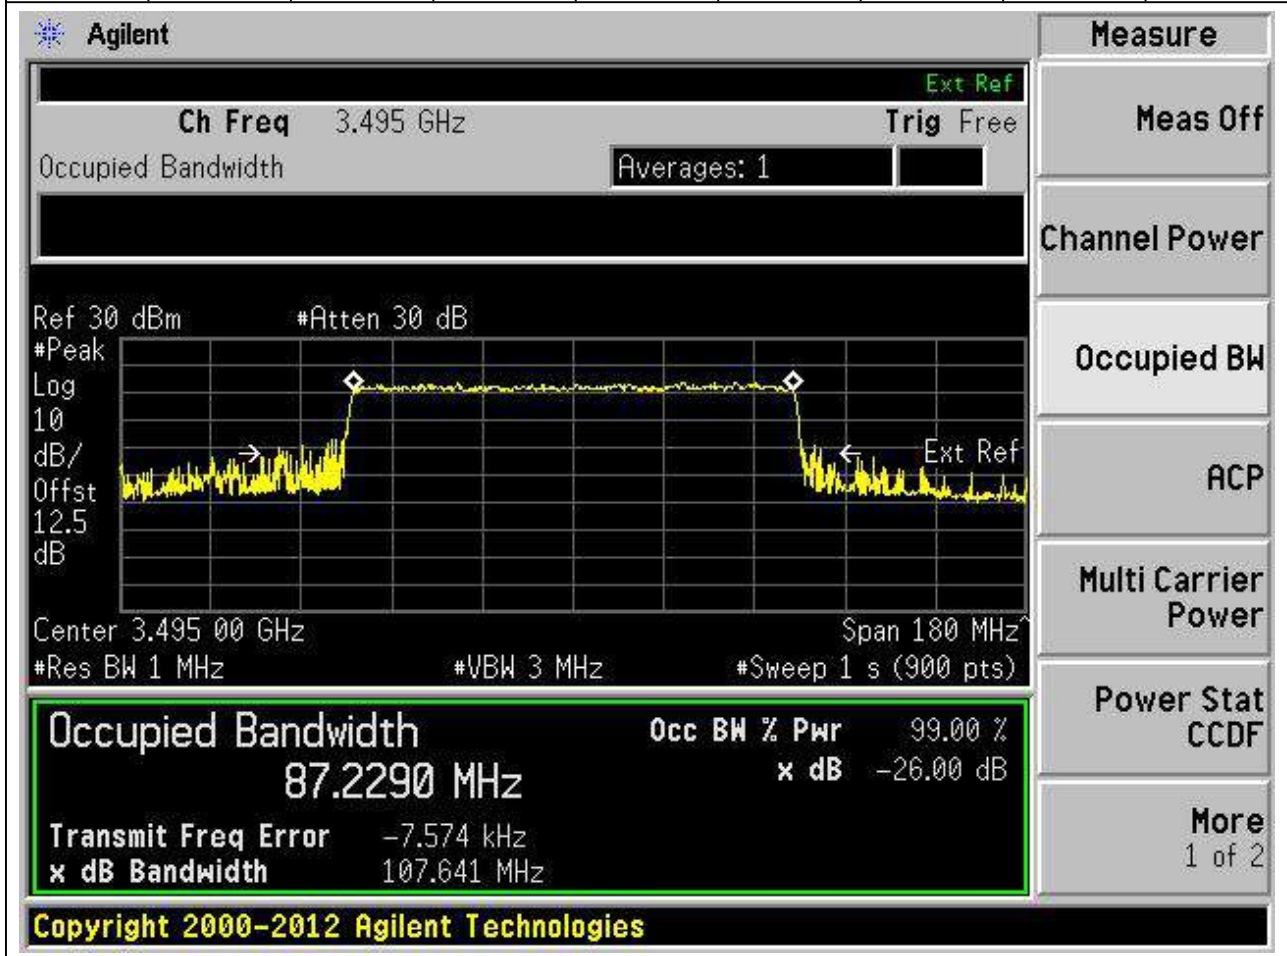 Agilent
Measure
Ext Ref
Ch Freq 3.495 GHz Trig Free
Meas Off
Occupied Bandwidth Averages: 1
Channel Power
Ref 30 dBm #Atten 30 dB
#Peak
Log
10
dB/
Offst
12.5
dB
Ext Ref
Occupied BW
ACP
Center 3.495 00 GHz Span 180 MHz^
#Res BW 1 MHz #VBW 3 MHz #Sweep 1 s (900 pts)
Multi Carrier
Power
Occupied Bandwidth Occ BW % Pwr 99.00 %
87.2290 MHz x dB -26.00 dB
Transmit Freq Error -7.574 kHz
x dB Bandwidth 107.641 MHz
Power Stat
CCDF
More
1 of 2
Copyright 2000-2012 Agilent Technologies